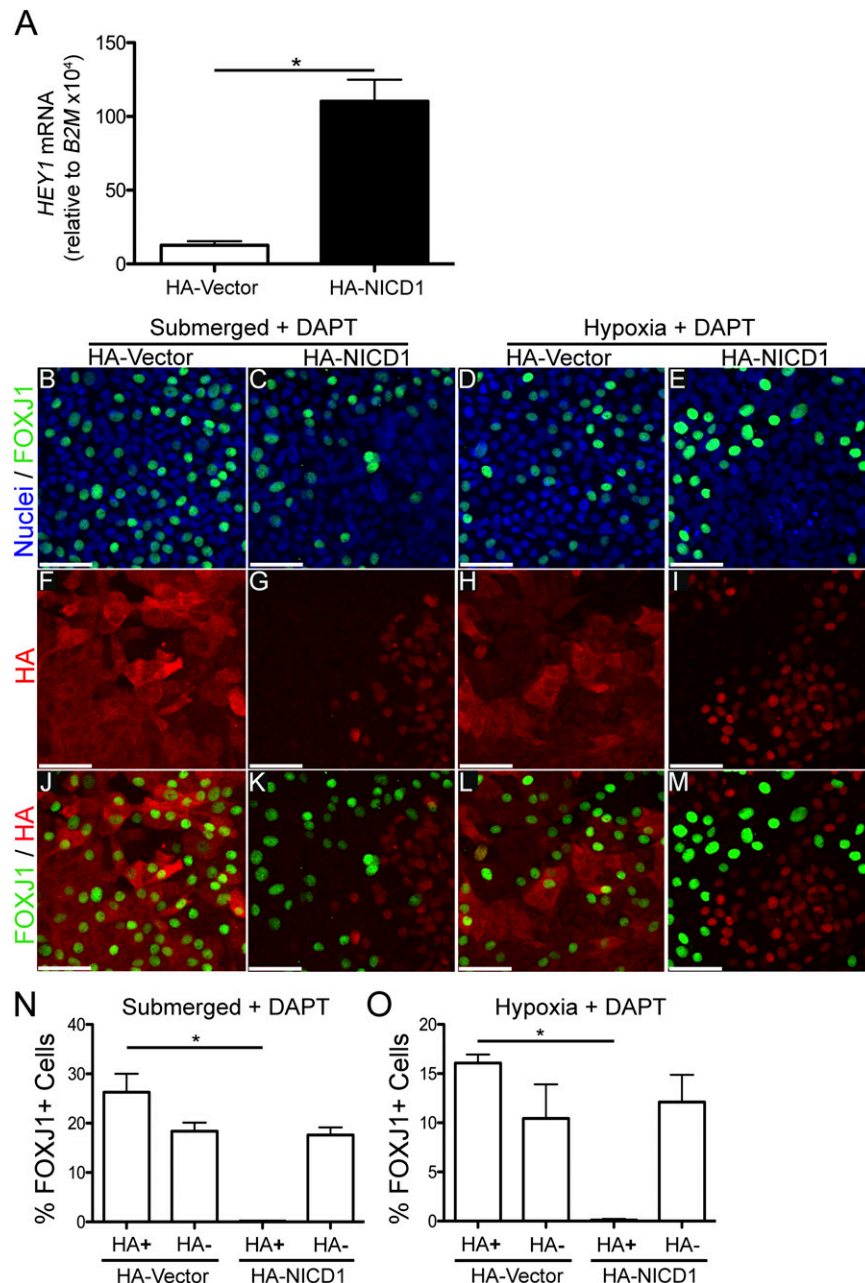 A
150
100
50
0
HEY1 mRNA
(relative to B2M x10⁴)
*
HA-Vector HA-NICD1
Submerged + DAPT Hypoxia + DAPT
HA-Vector HA-NICD1 HA-Vector HA-NICD1
Nuclei / FOXJ1
B C D E
HA
F G H I
FOXJ1 / HA
J K L M
N Submerged + DAPT
% FOXJ1+ Cells
40
30
20
10
0
*
HA+ HA- HA+ HA-
HA-Vector HA-NICD1
O Hypoxia + DAPT
% FOXJ1+ Cells
20
15
10
5
0
*
HA+ HA- HA+ HA-
HA-Vector HA-NICD1